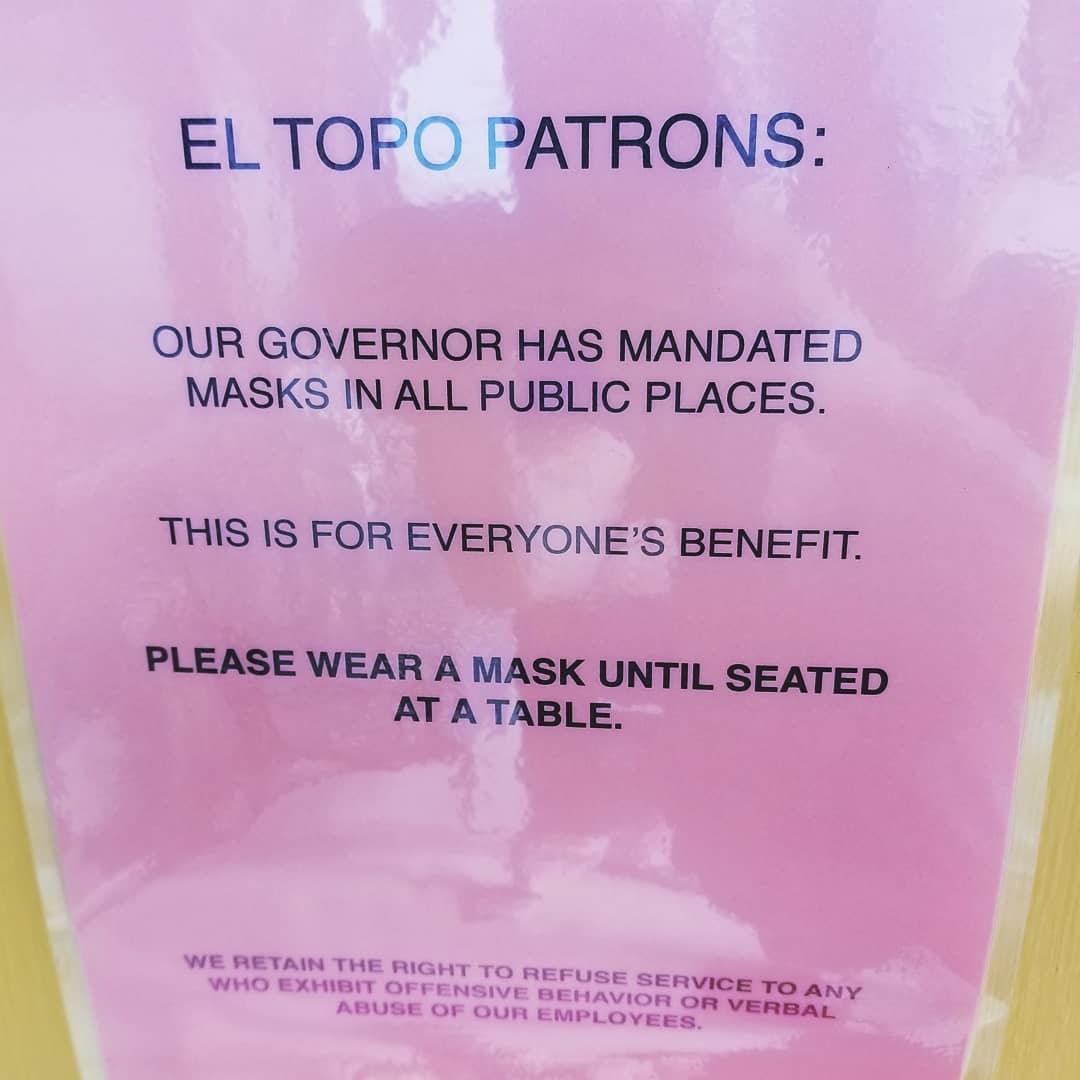 EL TOPO PATRONS:
OUR GOVERNOR HAS MANDATED
MASKS IN ALL PUBLIC PLACES.
THIS IS FOR EVERYONE’S BENEFIT.
PLEASE WEAR A MASK UNTIL SEATED
AT A TABLE.
WE RETAIN THE RIGHT TO REFUSE SERVICE TO ANY
WHO EXHIBIT OFFENSIVE BEHAVIOR OR VERBAL
ABUSE OF OUR EMPLOYEES.